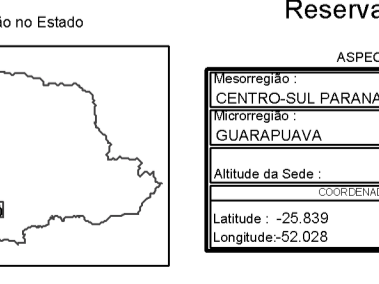 ão no Estado
Reserva
ASPEC
Mesorregião :
CENTRO-SUL PARANA
Microrregião :
GUARAPUAVA
Altitude da Sede :
COORDENAD
Latitude : -25.839
Longitude:-52.028